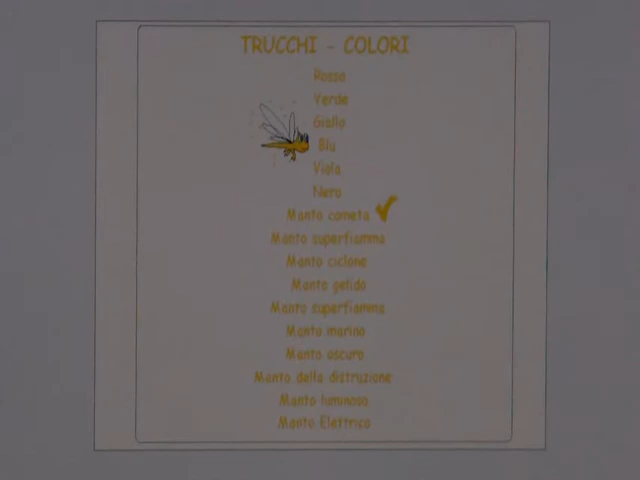 TRUCCHI - COLORI
Rosso
Verde
Giallo
Blu
Viola
Nero
Manto cometa
Manto superfiamma
Manto ciclone
Manto gelido
Manto superfiamma
Manto marino
Manto oscuro
Manto della distruzione
Manto luminoso
Manto Elettrico